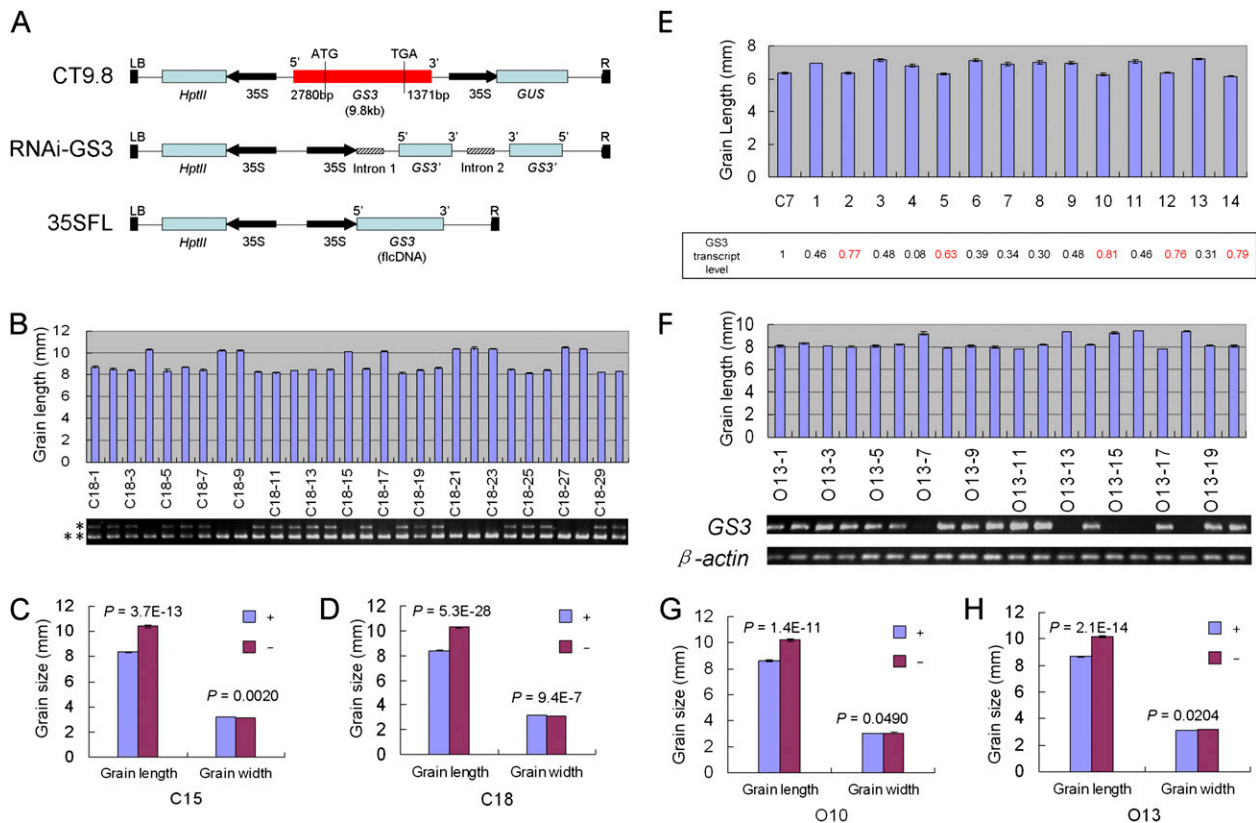 A
CT9.8
LB
HptII
35S
5'
ATG
TGA
3'
2780bp
GS3
(9.8kb)
1371bp
35S
GUS
R
RNAi-GS3
LB
HptII
35S
35S
Intron 1
5'
GS3'
3'
Intron 2
3'
GS3'
5'
R
35SFL
LB
HptII
35S
35S
5'
GS3
(flcDNA)
3'
R
B
Grain length (mm)
12
10
8
6
4
2
0
C18-1
C18-3
C18-5
C18-7
C18-9
C18-11
C18-13
C18-15
C18-17
C18-19
C18-21
C18-23
C18-25
C18-27
C18-29
*
**
C
Grain size (mm)
12
10
8
6
4
2
0
P = 3.7E-13
P = 0.0020
+
−
Grain length
Grain width
C15
D
Grain size (mm)
12
10
8
6
4
2
0
P = 5.3E-28
P = 9.4E-7
+
−
Grain length
Grain width
C18
E
Grain Length (mm)
8
6
4
2
0
C7 1 2 3 4 5 6 7 8 9 10 11 12 13 14
GS3
transcript
level
1 0.46 0.77 0.48 0.08 0.63 0.39 0.34 0.30 0.48 0.81 0.46 0.76 0.31 0.79
F
Grain length (mm)
10
8
6
4
2
0
O13-1
O13-3
O13-5
O13-7
O13-9
O13-11
O13-13
O13-15
O13-17
O13-19
GS3
β-actin
G
Grain size (mm)
12
10
8
6
4
2
0
P = 1.4E-11
P = 0.0490
+
−
Grain length
Grain width
O10
H
Grain size (mm)
12
10
8
6
4
2
0
P = 2.1E-14
P = 0.0204
+
−
Grain length
Grain width
O13